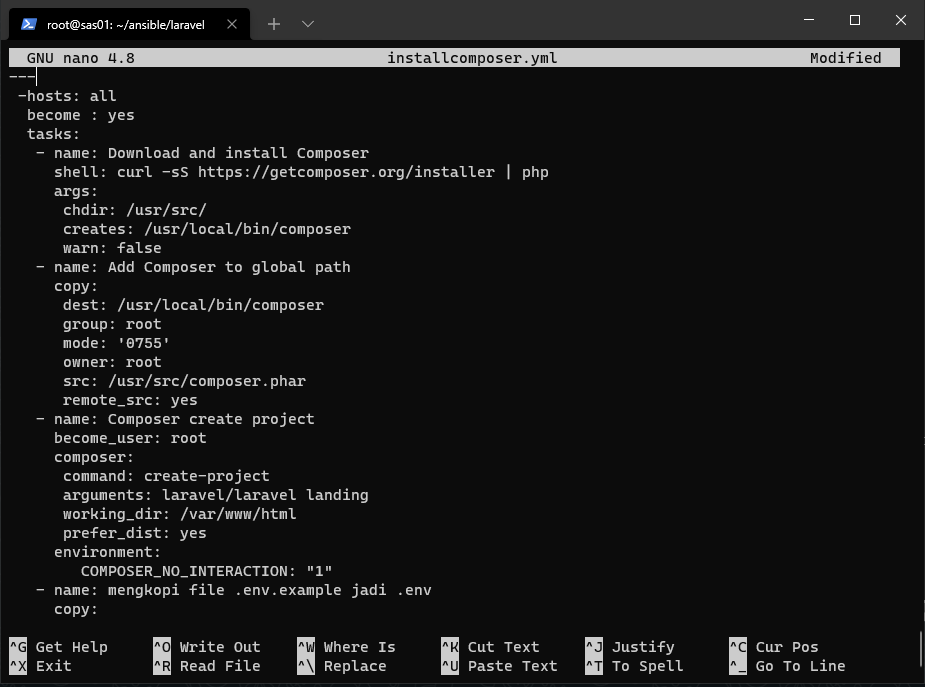 root@sas01: ~/ansible/laravel
GNU nano 4.8 installcomposer.yml Modified
---
 -hosts: all
  become : yes
  tasks:
   - name: Download and install Composer
     shell: curl -sS https://getcomposer.org/installer | php
     args:
      chdir: /usr/src/
      creates: /usr/local/bin/composer
      warn: false
   - name: Add Composer to global path
     copy:
      dest: /usr/local/bin/composer
      group: root
      mode: '0755'
      owner: root
      src: /usr/src/composer.phar
      remote_src: yes
   - name: Composer create project
     become_user: root
     composer:
      command: create-project
      arguments: laravel/laravel landing
      working_dir: /var/www/html
      prefer_dist: yes
     environment:
        COMPOSER_NO_INTERACTION: "1"
   - name: mengkopi file .env.example jadi .env
     copy:
^G Get Help ^O Write Out ^W Where Is ^K Cut Text ^J Justify ^C Cur Pos
^X Exit ^R Read File ^\ Replace ^U Paste Text ^T To Spell ^_ Go To Line